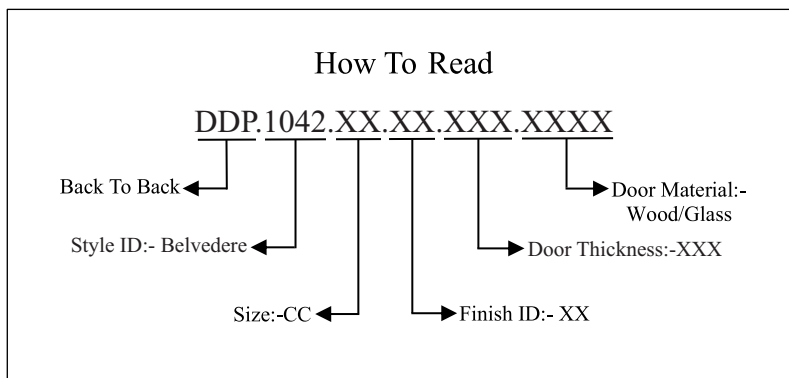 How To Read
DDP.1042.XX.XX.XXX.XXXX
Back To Back
Door Material:-
Wood/Glass
Style ID:- Belvedere
Door Thickness:-XXX
Size:-CC
Finish ID:- XX